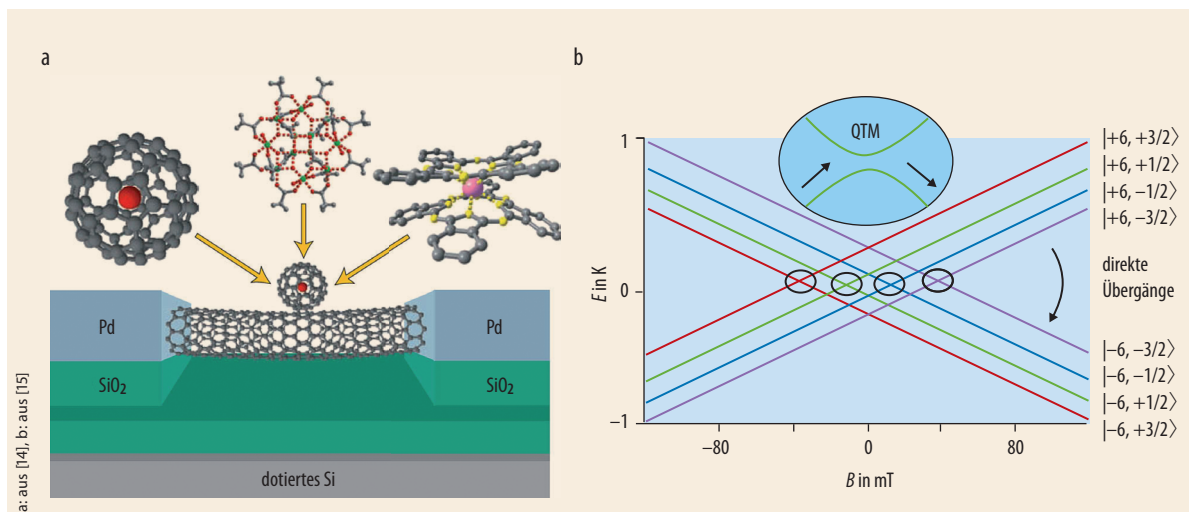 a
Pd
Pd
SiO₂
SiO₂
dotiertes Si
a: aus [14], b: aus [15]
b
QTM
E in K
1
0
−1
−80
0
80
B in mT
|+6, +3/2⟩
|+6, +1/2⟩
|+6, −1/2⟩
|+6, −3/2⟩
direkte
Übergänge
|−6, −3/2⟩
|−6, −1/2⟩
|−6, +1/2⟩
|−6, +3/2⟩